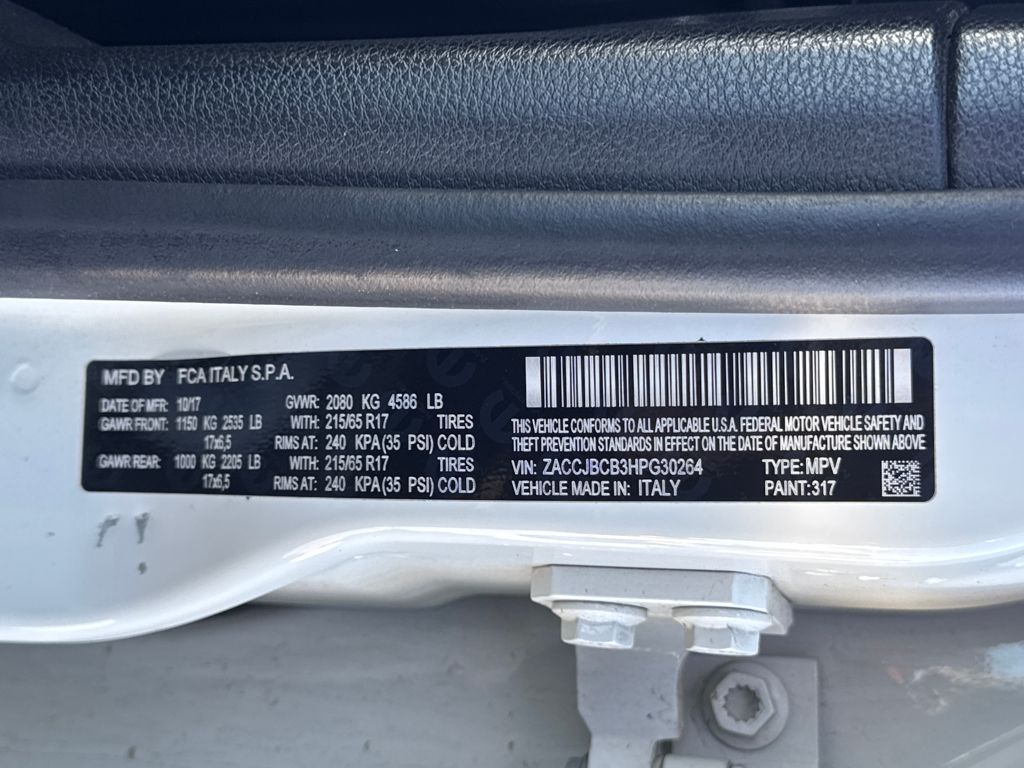 MFD BY FCA ITALY S.P.A.
DATE OF MFR: 10/17 GVWR: 2080 KG 4586 LB
GAWR FRONT: 1150 KG 2535 LB WITH: 215/65 R17 TIRES
17x6,5 RIMS AT: 240 KPA(35 PSI) COLD
GAWR REAR: 1000 KG 2205 LB WITH: 215/65 R17 TIRES
17x6,5 RIMS AT: 240 KPA(35 PSI) COLD
THIS VEHICLE CONFORMS TO ALL APPLICABLE U.S.A. FEDERAL MOTOR VEHICLE SAFETY AND
THEFT PREVENTION STANDARDS IN EFFECT ON THE DATE OF MANUFACTURE SHOWN ABOVE.
VIN: ZACCJBCB3HPG30264 TYPE: MPV
VEHICLE MADE IN: ITALY PAINT:317